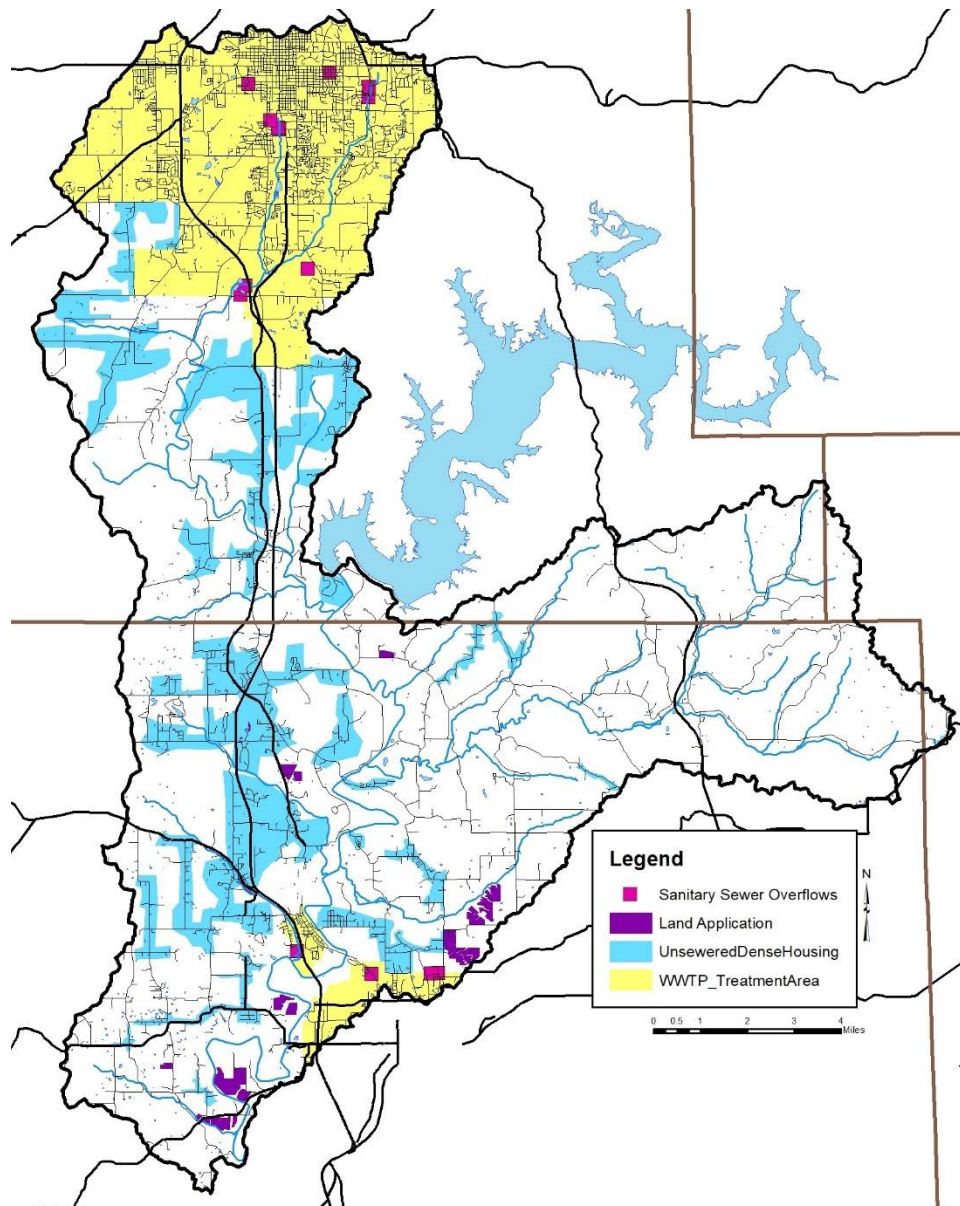 Legend
Sanitary Sewer Overflows
Land Application
UnseweredDenseHousing
WWTP_TreatmentArea
N
0 0.5 1 2 3 4
Miles